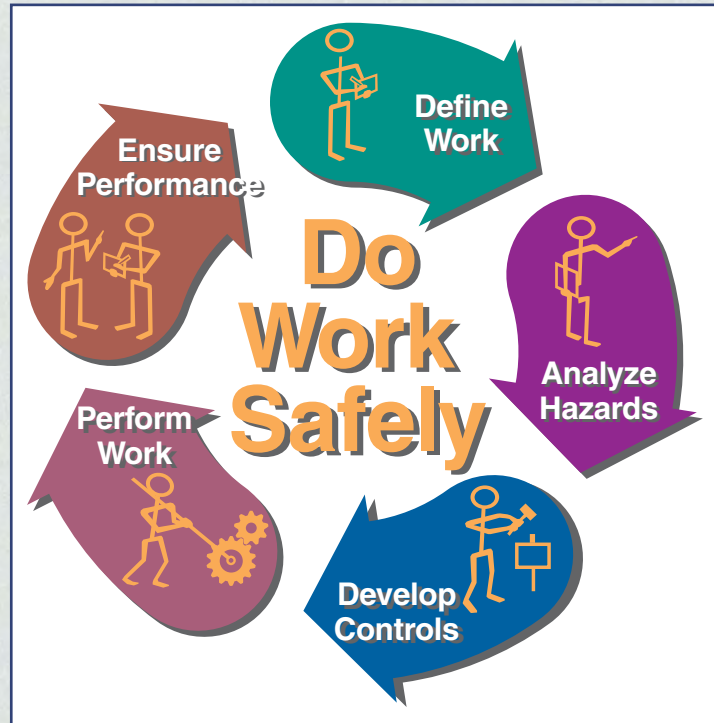 Define
Work
Analyze
Hazards
Develop
Controls
Perform
Work
Ensure
Performance
Do
Work
Safely